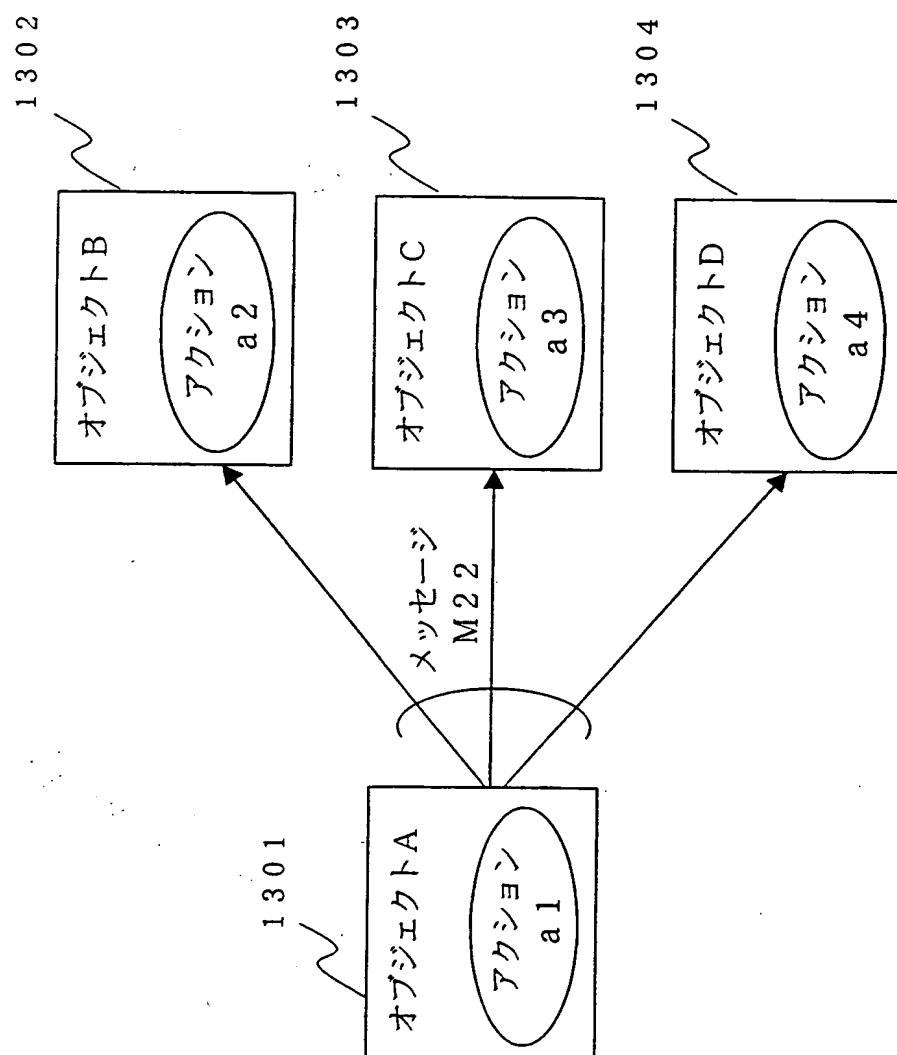 １３０１
オブジェクトA
アクション
a１
メッセージ
M２２
１３０２
オブジェクトB
アクション
a２
１３０３
オブジェクトC
アクション
a３
１３０４
オブジェクトD
アクション
a４